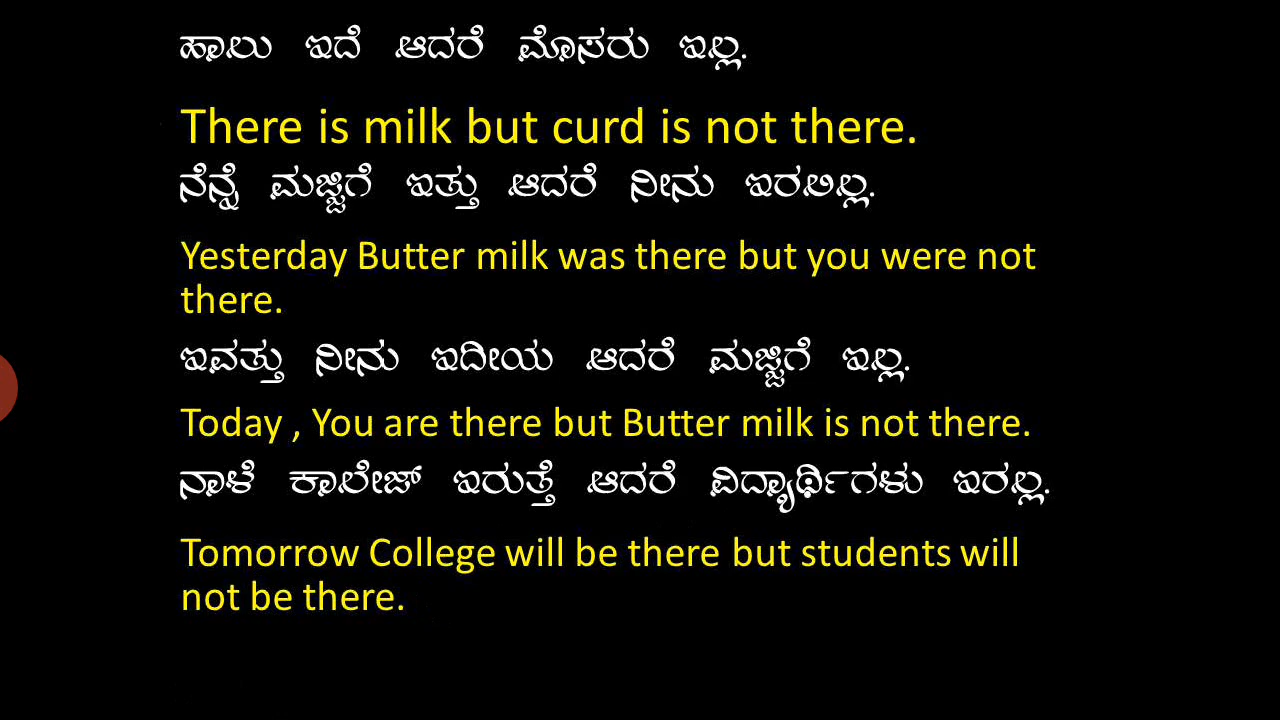 ಹಾಲು ಇದೆ ಆದರೆ ಮೊಸರು ಇಲ್ಲ.
There is milk but curd is not there.
ನೆನ್ನೆ ಮಜ್ಜಿಗೆ ಇತ್ತು ಆದರೆ ನೀನು ಇರಲಿಲ್ಲ.
Yesterday Butter milk was there but you were not
there.
ಇವತ್ತು ನೀನು ಇದೀಯ ಆದರೆ ಮಜ್ಜಿಗೆ ಇಲ್ಲ.
Today , You are there but Butter milk is not there.
ನಾಳೆ ಕಾಲೇಜ್ ಇರುತ್ತೆ ಆದರೆ ವಿದ್ಯಾರ್ಥಿಗಳು ಇರಲ್ಲ.
Tomorrow College will be there but students will
not be there.